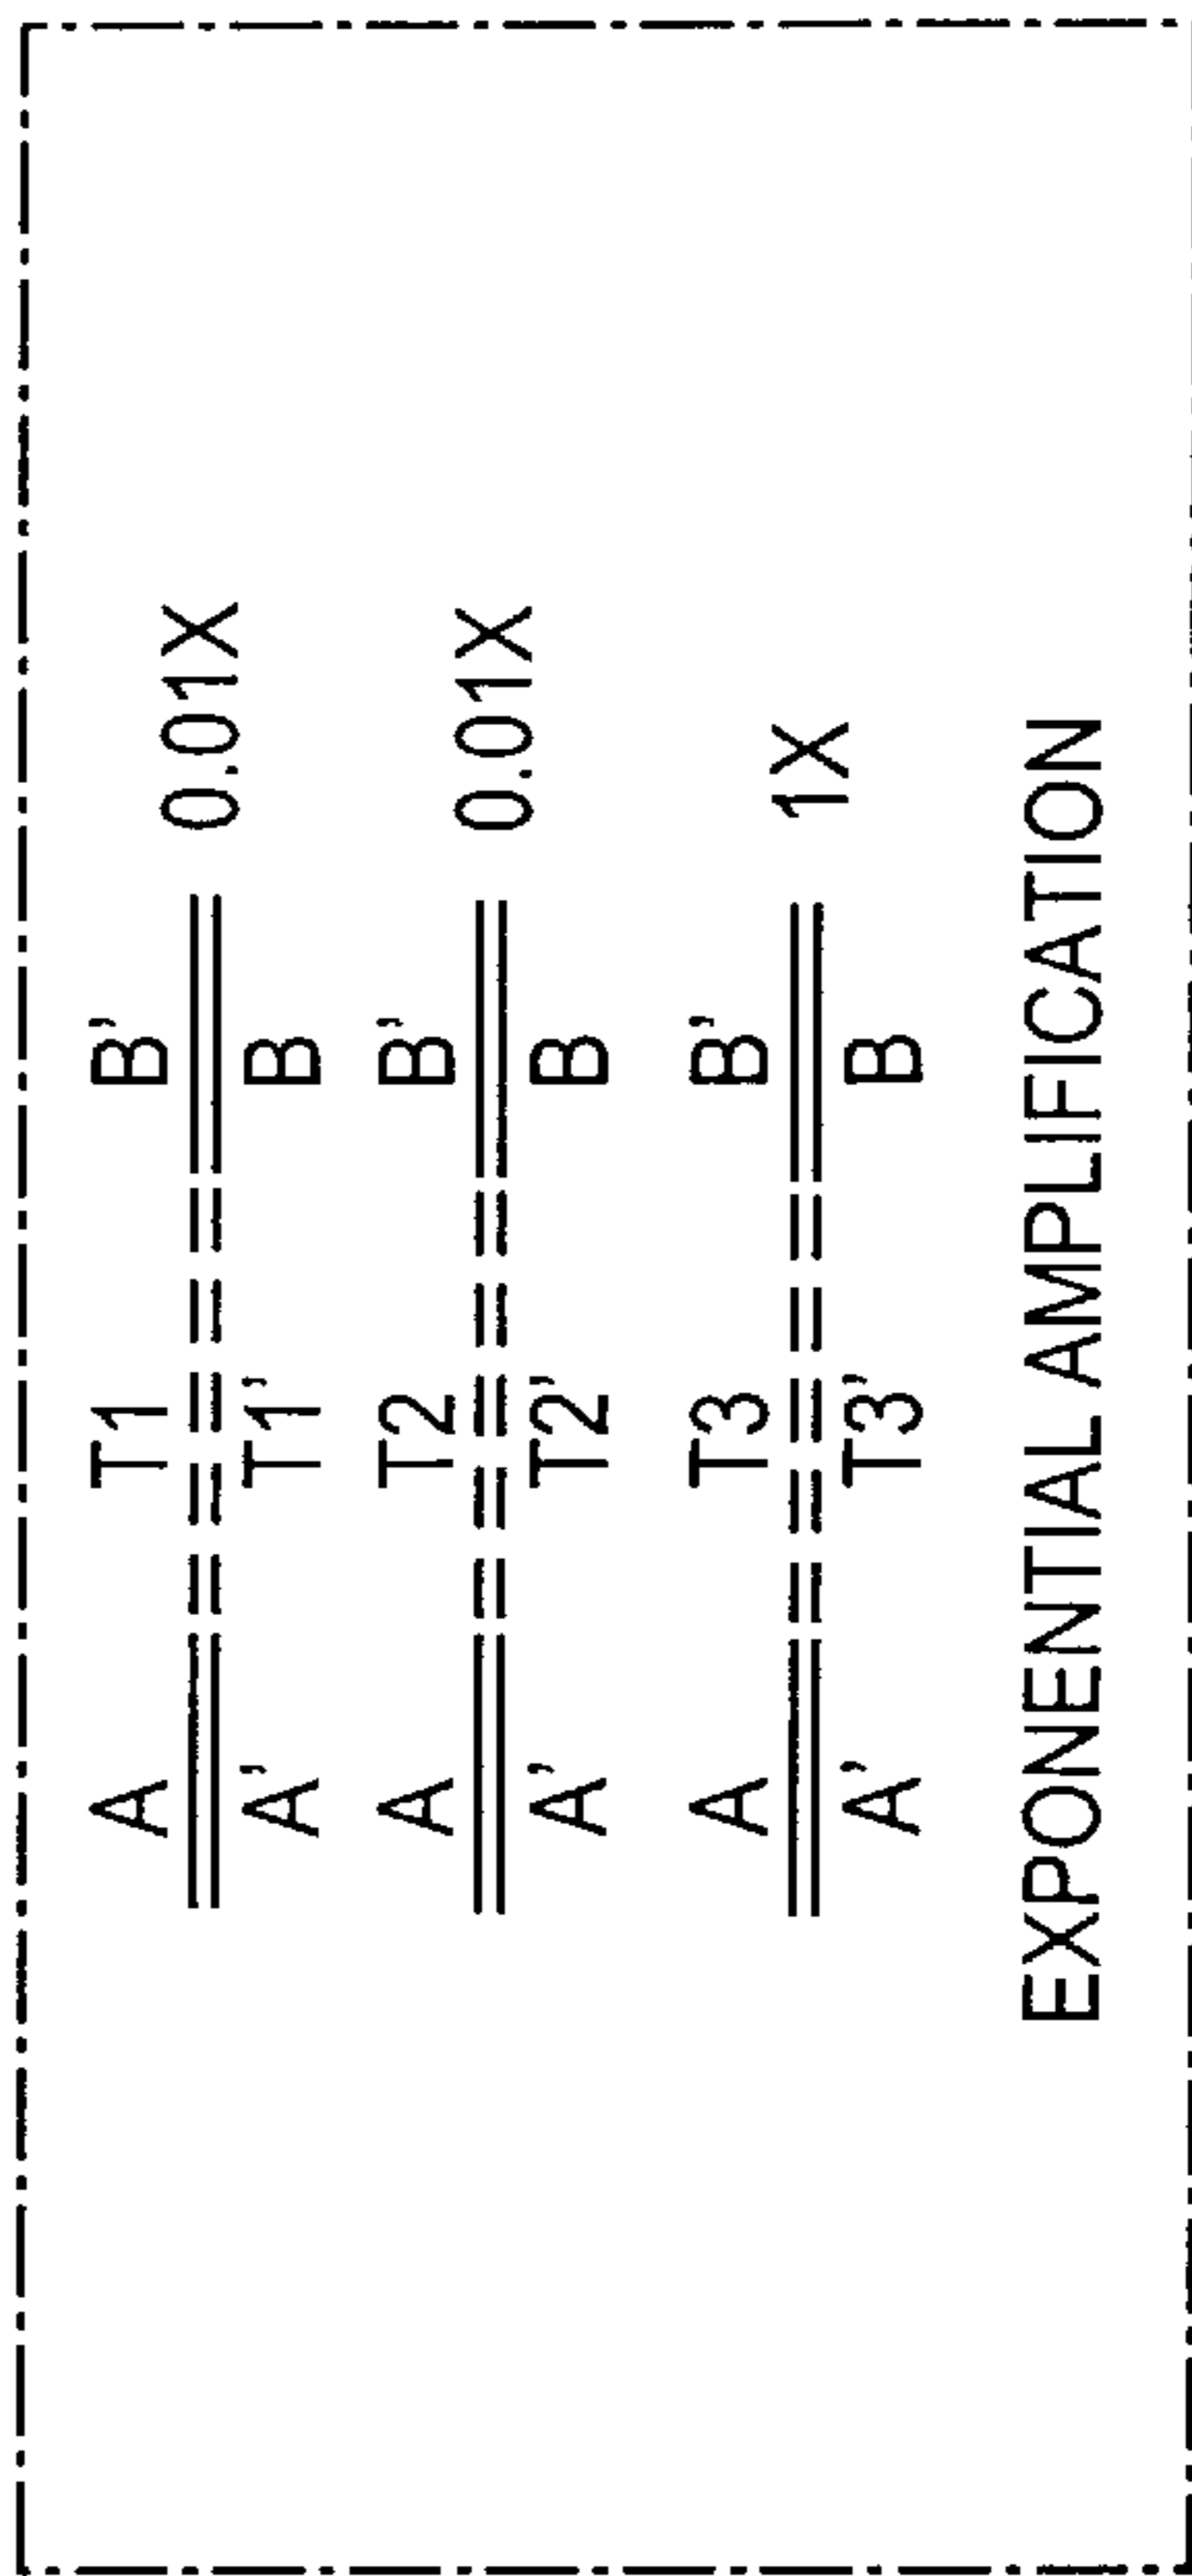 A T1 B'
0.01X
A' T1' B
A T2 B'
0.01X
A' T2' B
A T3 B'
1X
A' T3' B
EXPONENTIAL AMPLIFICATION